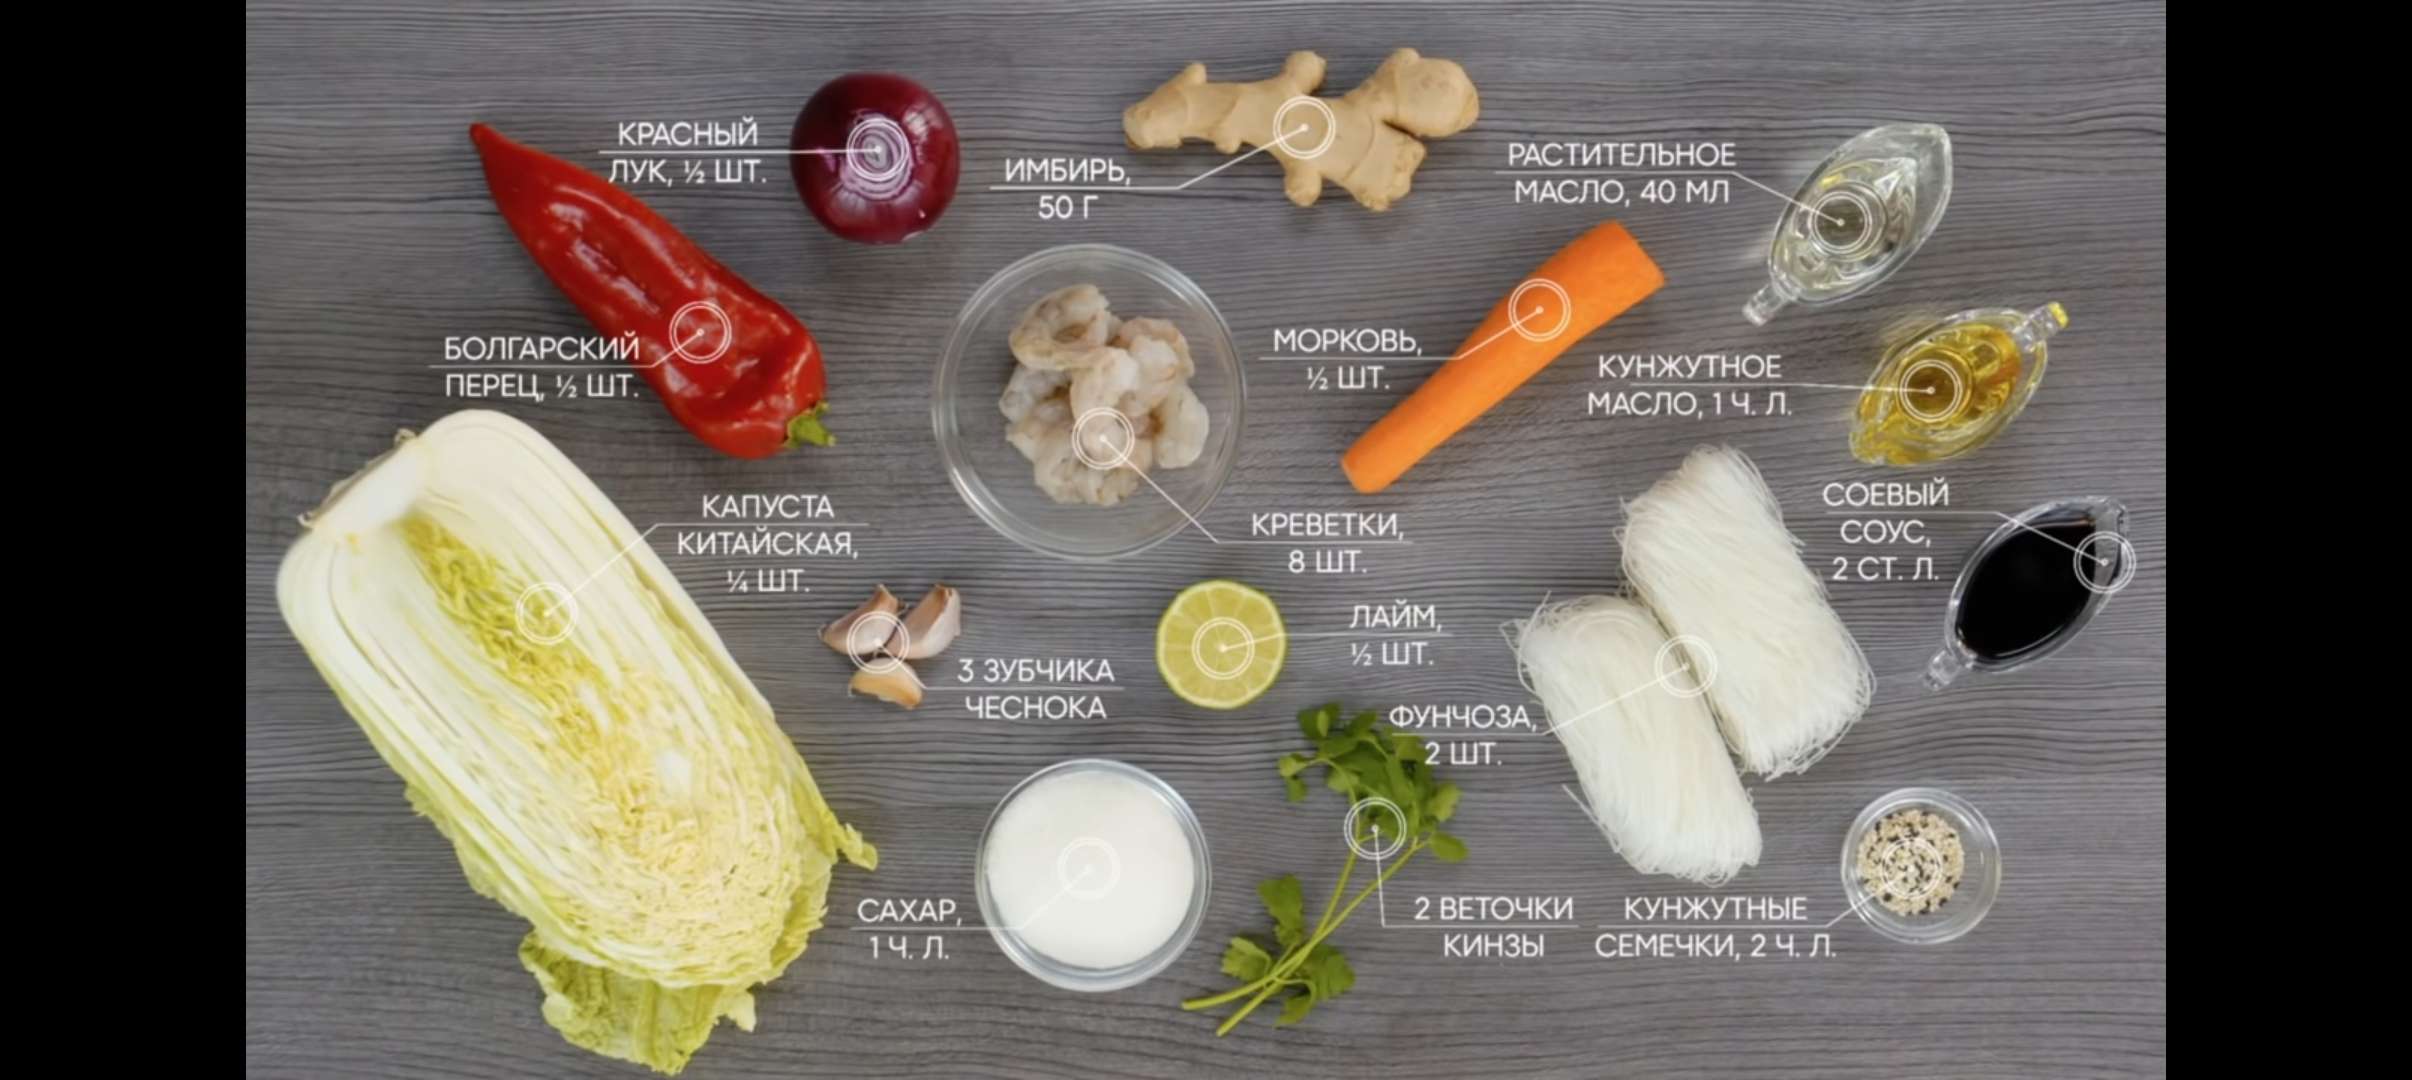 КРАСНЫЙ
ЛУК, ½ ШТ.
ИМБИРЬ,
50 Г
РАСТИТЕЛЬНОЕ
МАСЛО, 40 МЛ
БОЛГАРСКИЙ
ПЕРЕЦ, ½ ШТ.
МОРКОВЬ,
½ ШТ.
КУНЖУТНОЕ
МАСЛО, 1 Ч. Л.
КАПУСТА
КИТАЙСКАЯ,
¼ ШТ.
КРЕВЕТКИ,
8 ШТ.
СОЕВЫЙ
СОУС,
2 СТ. Л.
3 ЗУБЧИКА
ЧЕСНОКА
ЛАЙМ,
½ ШТ.
ФУНЧОЗА,
2 ШТ.
САХАР,
1 Ч. Л.
2 ВЕТОЧКИ
КИНЗЫ
КУНЖУТНЫЕ
СЕМЕЧКИ, 2 Ч. Л.